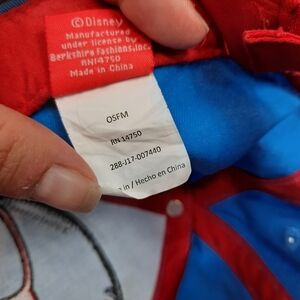 ©Disney
Manufactured
under license by
Berkshire Fashions,Inc.
RN14750
Made in China
OSFM
RN 14750
288-J17-007440
in / Hecho en China